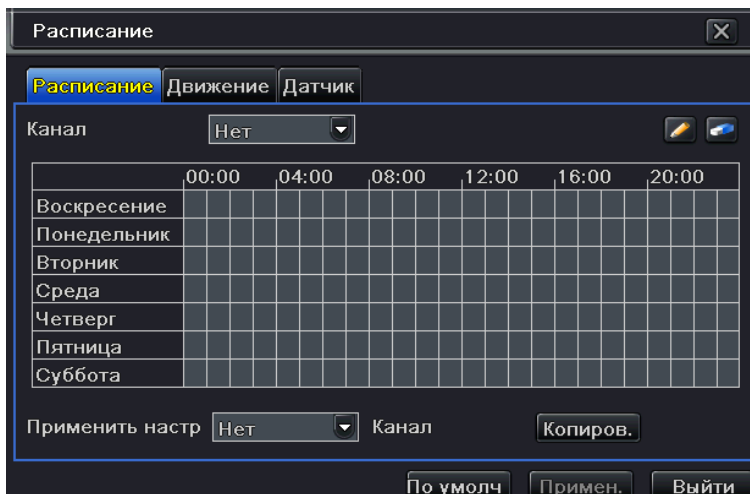 Расписание
Расписание Движение Датчик
Канал Нет
00:00 04:00 08:00 12:00 16:00 20:00
Воскресение
Понедельник
Вторник
Среда
Четверг
Пятница
Суббота
Применить настр Нет Канал Копиров.
По умолч Примен. Выйти